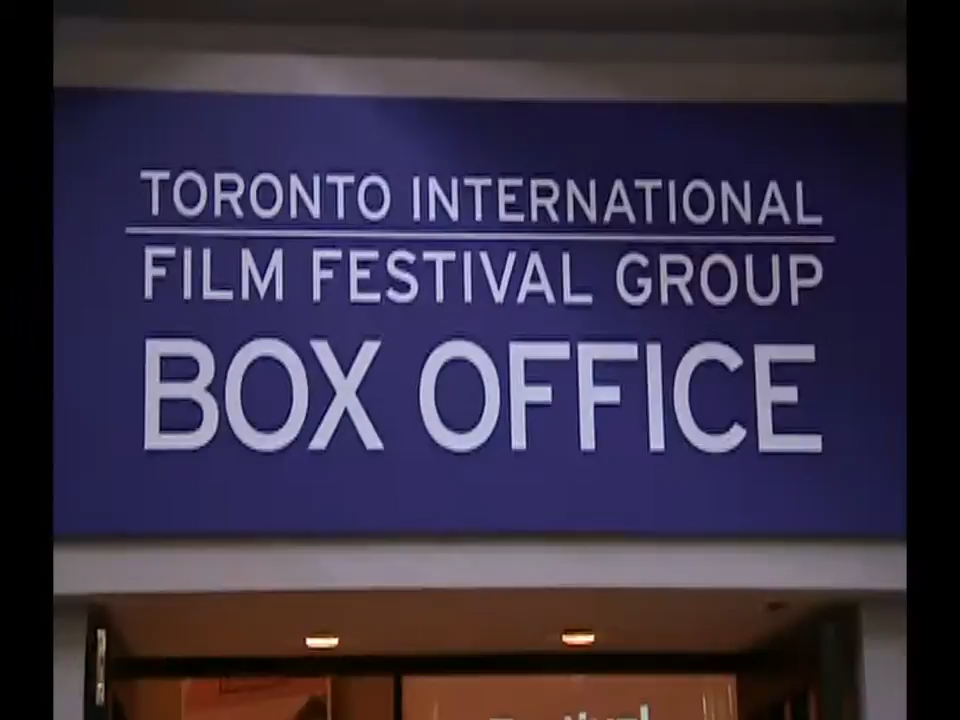 TORONTO INTERNATIONAL
FILM FESTIVAL GROUP
BOX OFFICE